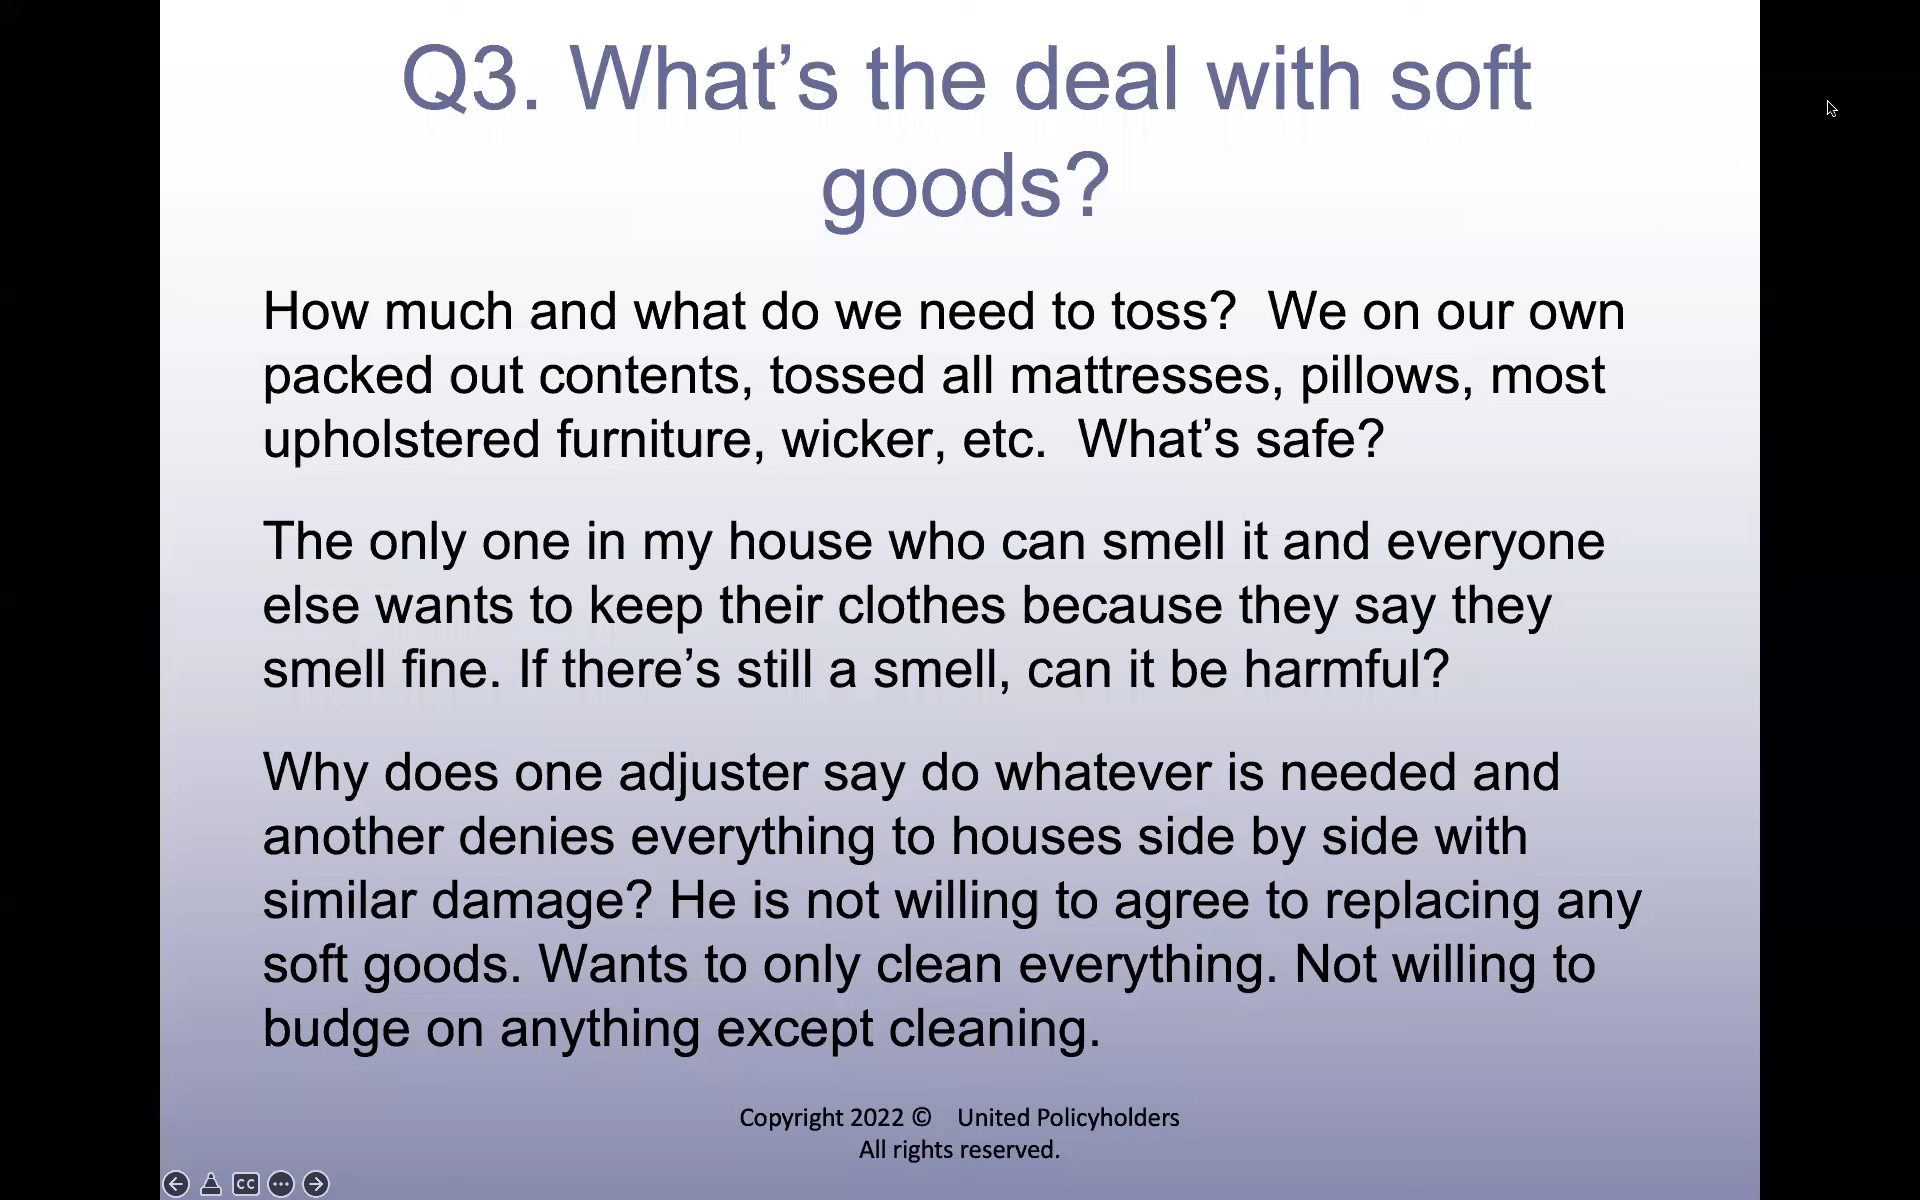 Q3. What’s the deal with soft
goods?
How much and what do we need to toss?  We on our own
packed out contents, tossed all mattresses, pillows, most
upholstered furniture, wicker, etc.  What’s safe?
The only one in my house who can smell it and everyone
else wants to keep their clothes because they say they
smell fine. If there’s still a smell, can it be harmful?
Why does one adjuster say do whatever is needed and
another denies everything to houses side by side with
similar damage? He is not willing to agree to replacing any
soft goods. Wants to only clean everything. Not willing to
budge on anything except cleaning.
Copyright 2022 ©    United Policyholders
All rights reserved.
CC